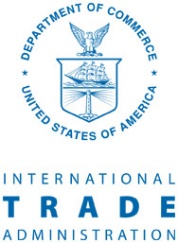 DEPARTMENT OF COMMERCE
UNITED STATES OF AMERICA
INTERNATIONAL
TRADE
ADMINISTRATION